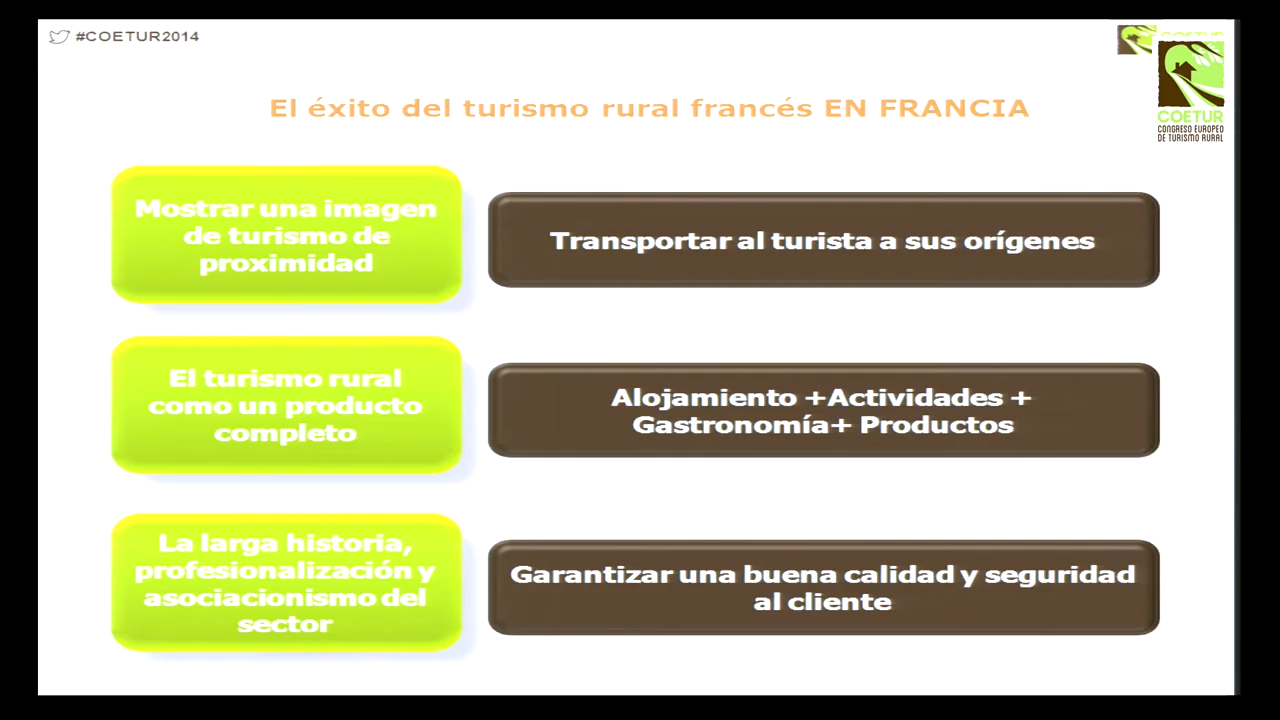 #COETUR2014
El éxito del turismo rural francés EN FRANCIA
COETUR
CONGRESO EUROPEO
DE TURISMO RURAL
Mostrar una imagen
de turismo de
proximidad
Transportar al turista a sus orígenes
El turismo rural
como un producto
completo
Alojamiento +Actividades +
Gastronomía+ Productos
La larga historia,
profesionalización y
asociacionismo del
sector
Garantizar una buena calidad y seguridad
al cliente